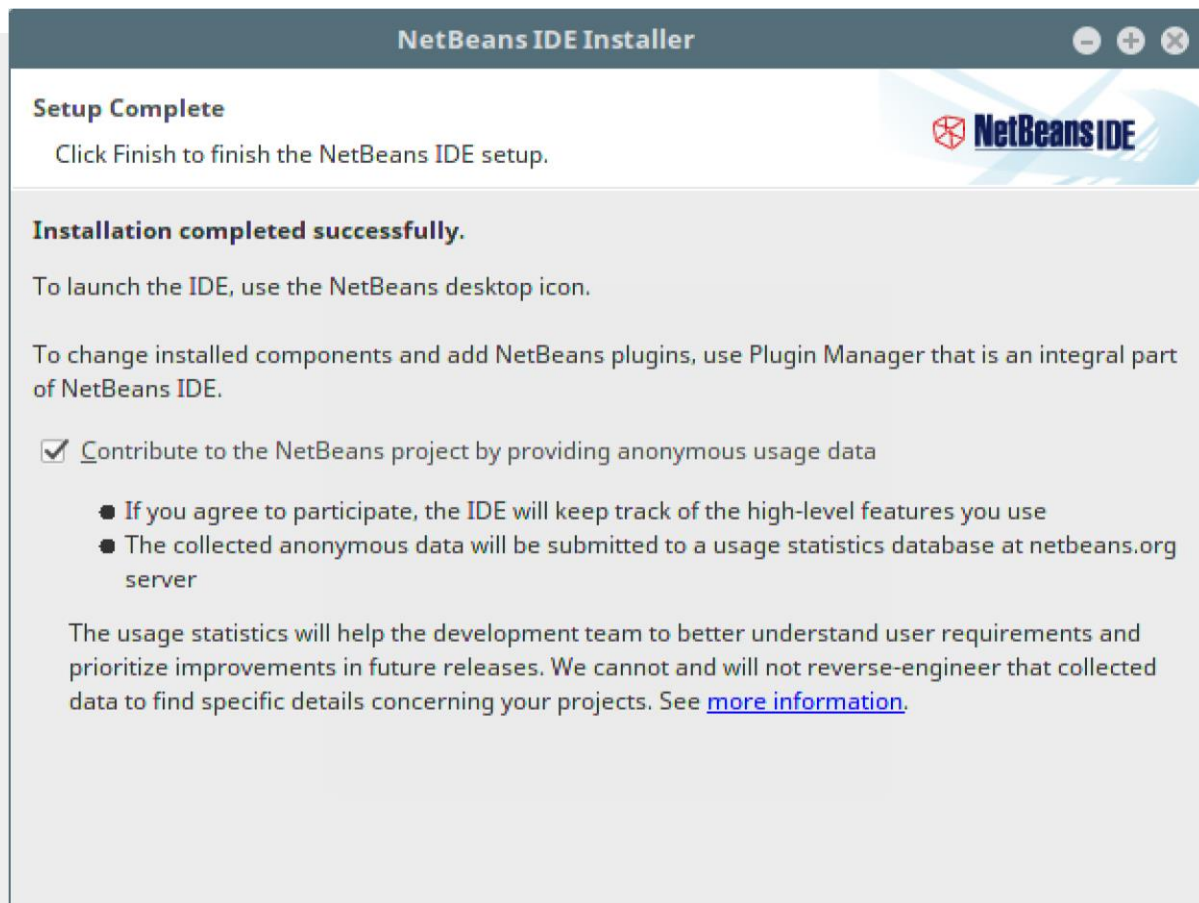 NetBeans IDE Installer
Setup Complete
Click Finish to finish the NetBeans IDE setup.
NetBeans IDE
Installation completed successfully.
To launch the IDE, use the NetBeans desktop icon.
To change installed components and add NetBeans plugins, use Plugin Manager that is an integral part
of NetBeans IDE.
Contribute to the NetBeans project by providing anonymous usage data
If you agree to participate, the IDE will keep track of the high-level features you use
The collected anonymous data will be submitted to a usage statistics database at netbeans.org
server
The usage statistics will help the development team to better understand user requirements and
prioritize improvements in future releases. We cannot and will not reverse-engineer that collected
data to find specific details concerning your projects. See more information.